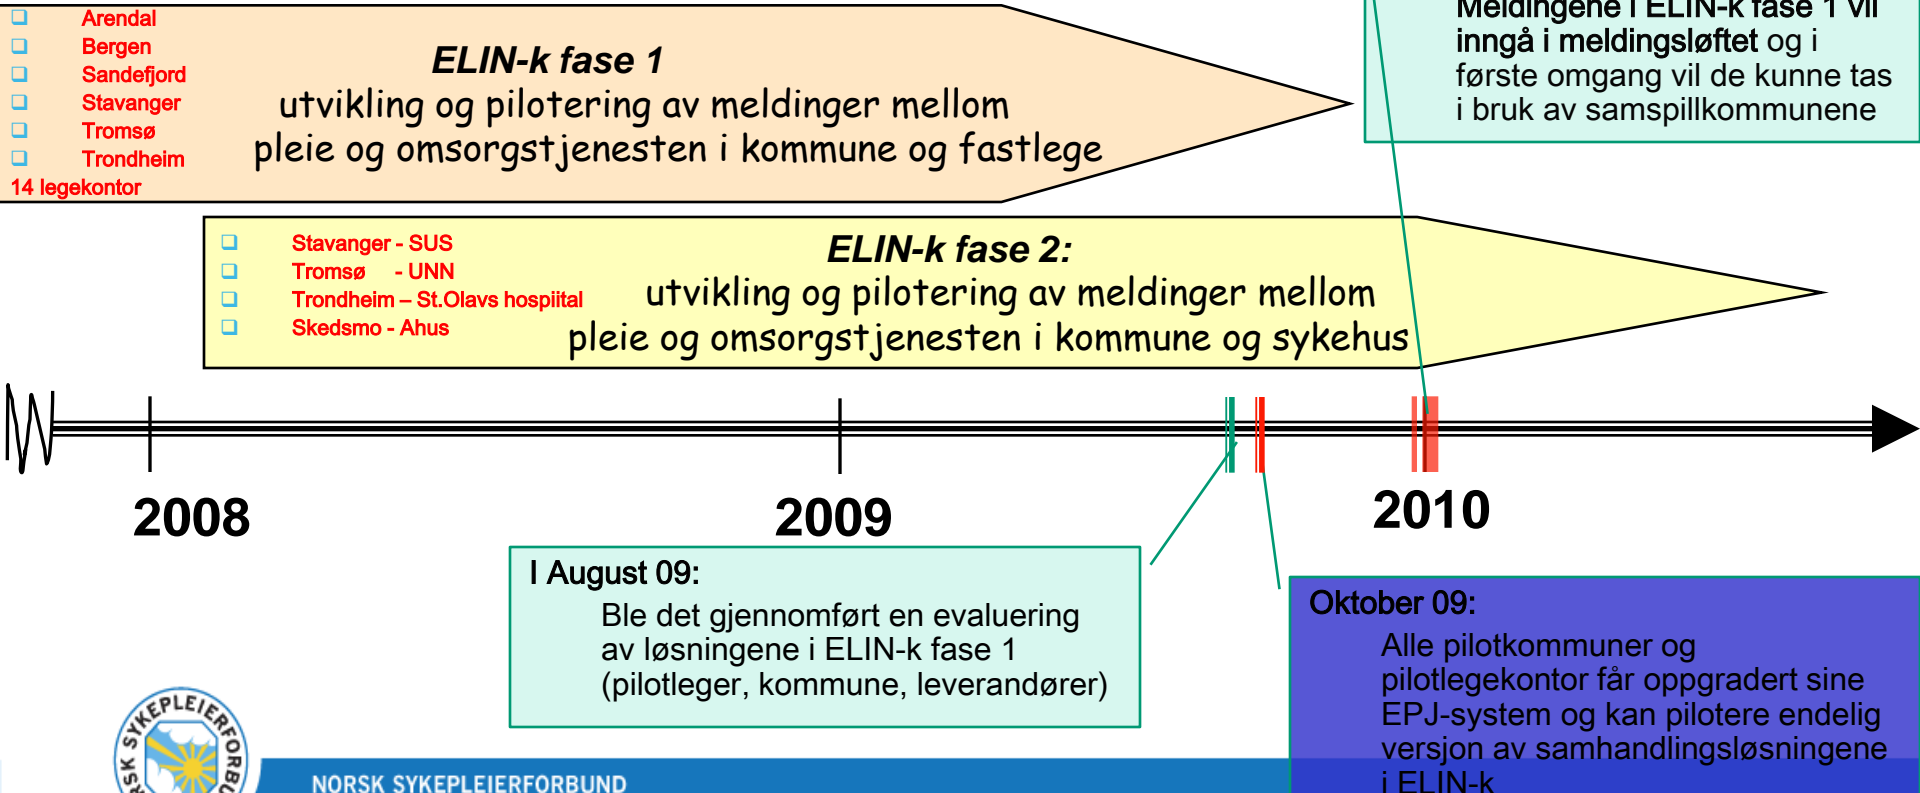 Arendal
Bergen
Sandefjord
Stavanger
Tromsø
Trondheim
14 legekontor
ELIN-k fase 1
utvikling og pilotering av meldinger mellom
pleie og omsorgstjenesten i kommune og fastlege
Meldingene i ELIN-k fase 1 vil
inngå i meldingsløftet og i
første omgang vil de kunne tas
i bruk av samspillkommunene
Stavanger - SUS
Tromsø - UNN
Trondheim – St.Olavs hospiital
Skedsmo - Ahus
ELIN-k fase 2:
utvikling og pilotering av meldinger mellom
pleie og omsorgstjenesten i kommune og sykehus
2008
2009
2010
I August 09:
Ble det gjennomført en evaluering
av løsningene i ELIN-k fase 1
(pilotleger, kommune, leverandører)
Oktober 09:
Alle pilotkommuner og
pilotlegekontor får oppgradert sine
EPJ-system og kan pilotere endelig
versjon av samhandlingsløsningene
i ELIN-k
SYKEPLEIERFORBU
NORSK SYKEPLEIERFORBUND